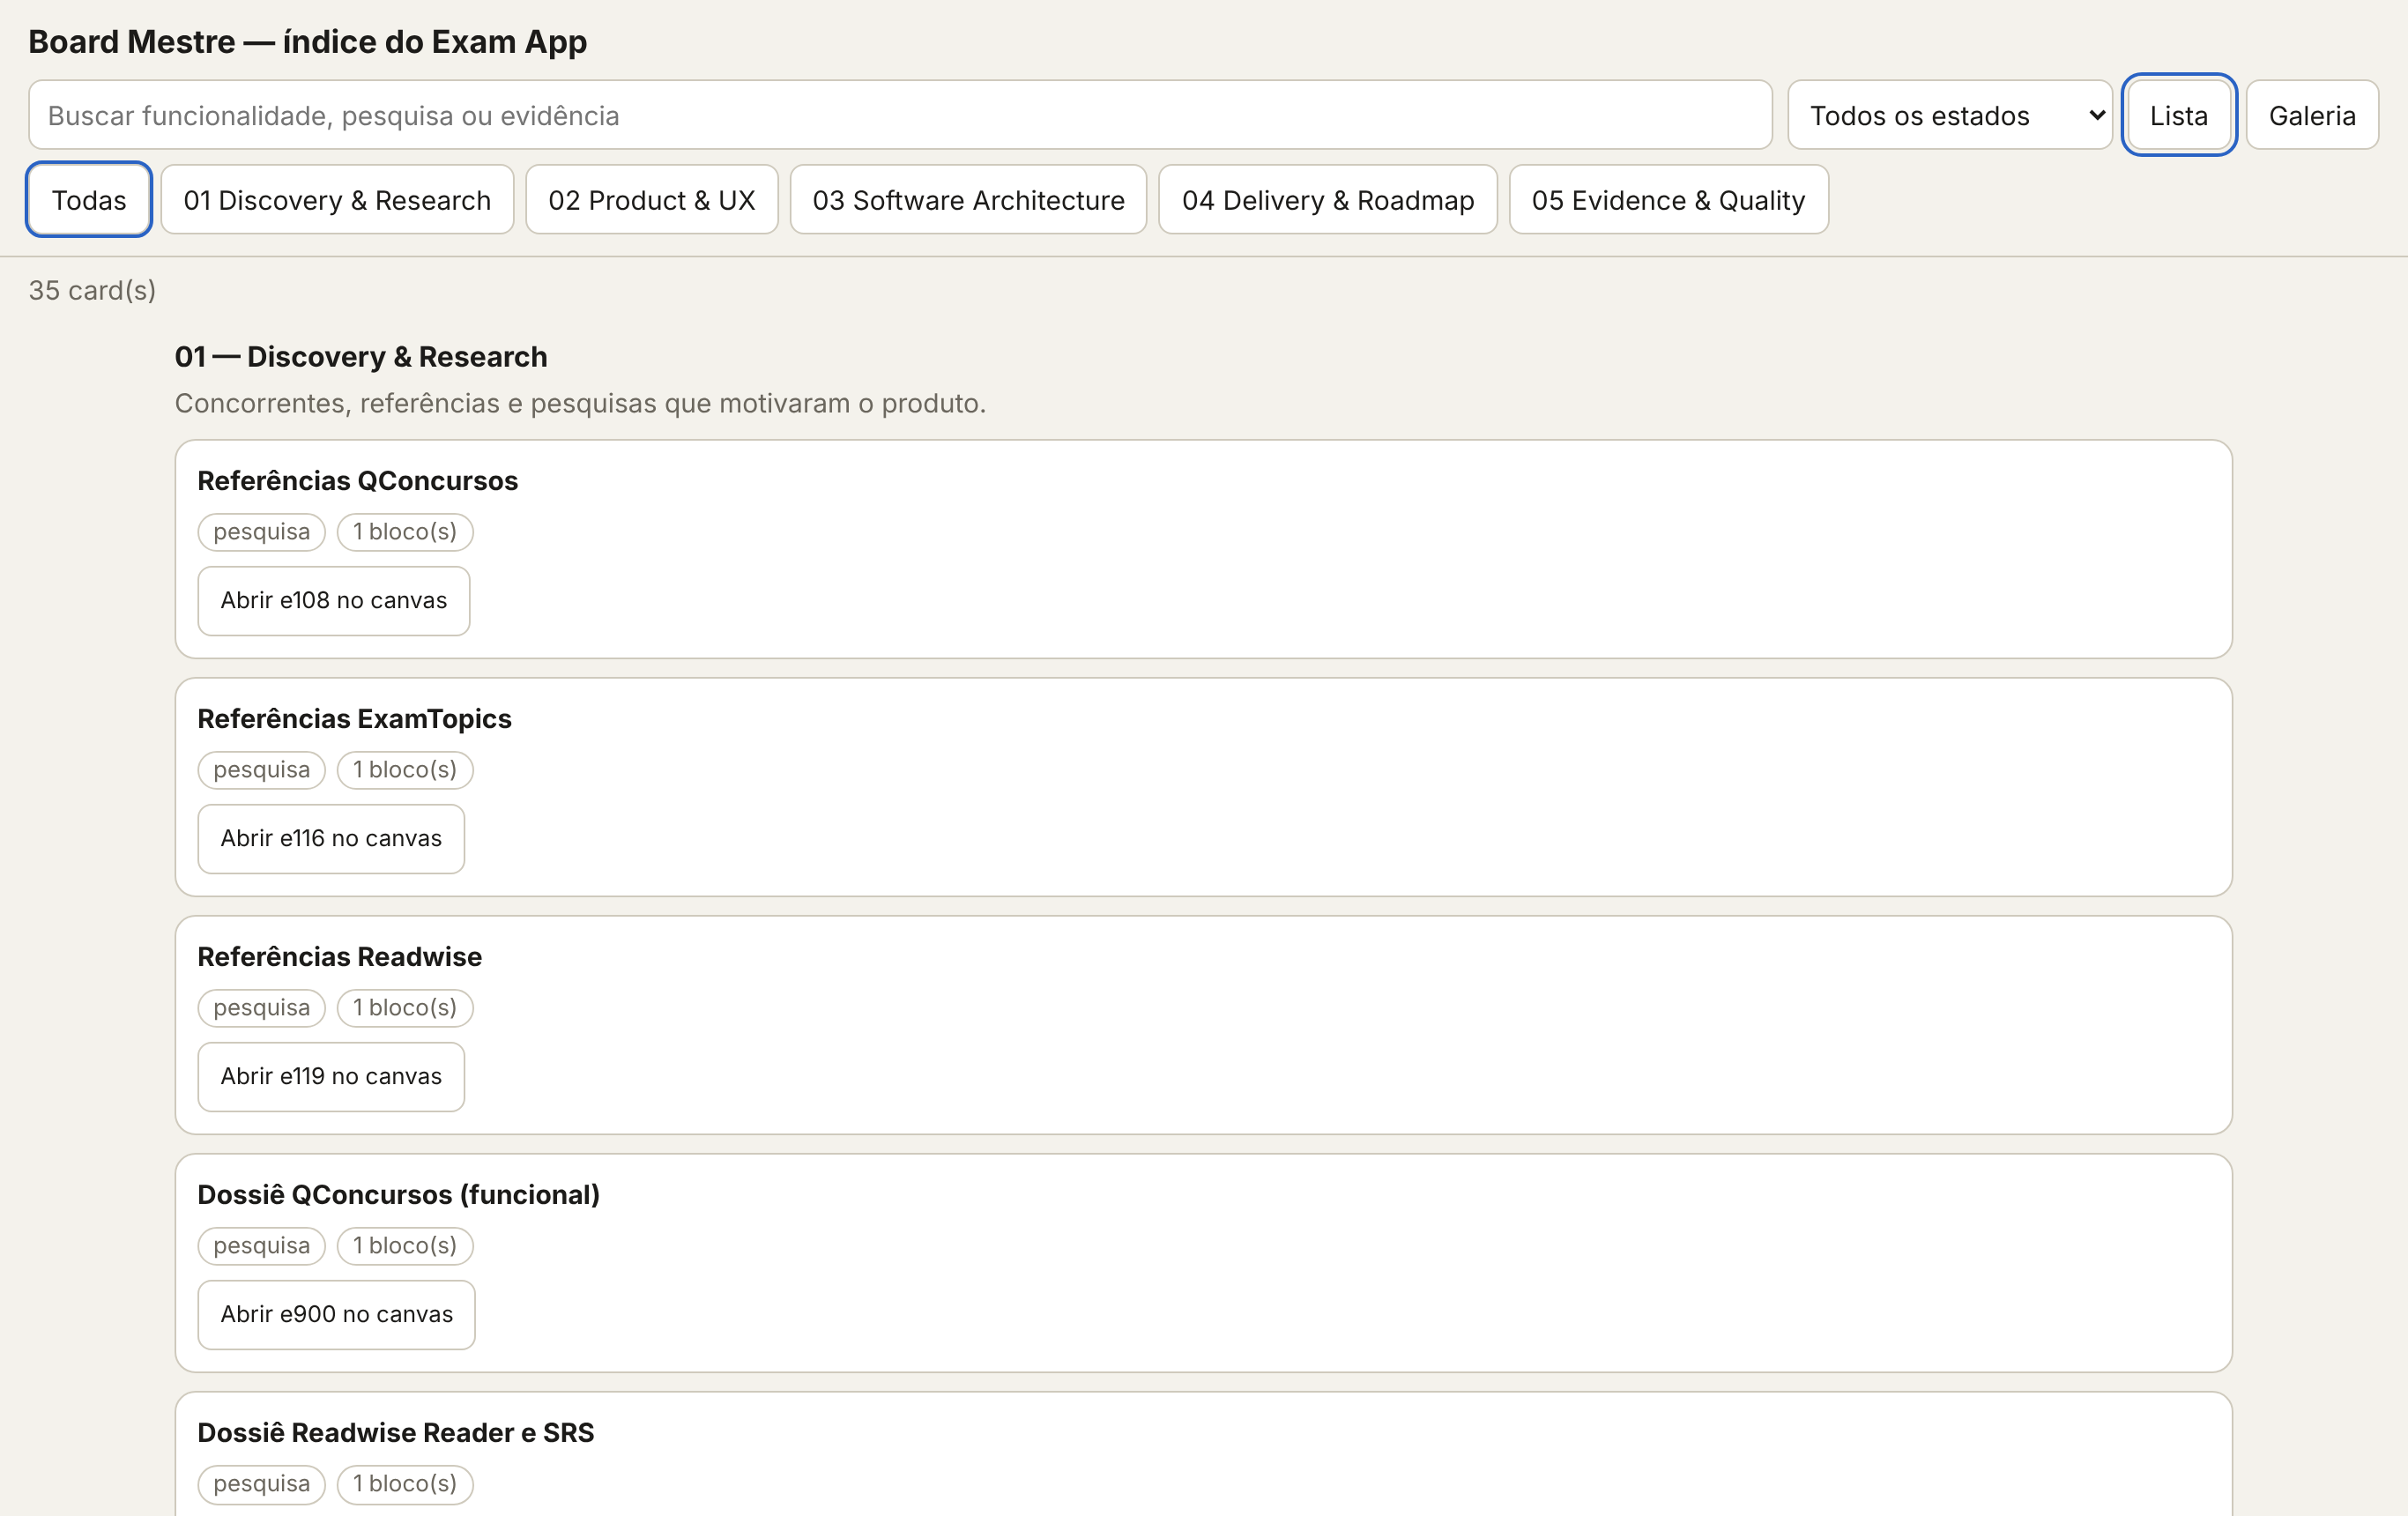 Board Mestre — índice do Exam App
Buscar funcionalidade, pesquisa ou evidência
Todos os estados
Lista
Galeria
Todas
01 Discovery & Research
02 Product & UX
03 Software Architecture
04 Delivery & Roadmap
05 Evidence & Quality
35 card(s)
01 — Discovery & Research
Concorrentes, referências e pesquisas que motivaram o produto.
Referências QConcursos
pesquisa
1 bloco(s)
Abrir e108 no canvas
Referências ExamTopics
pesquisa
1 bloco(s)
Abrir e116 no canvas
Referências Readwise
pesquisa
1 bloco(s)
Abrir e119 no canvas
Dossiê QConcursos (funcional)
pesquisa
1 bloco(s)
Abrir e900 no canvas
Dossiê Readwise Reader e SRS
pesquisa
1 bloco(s)